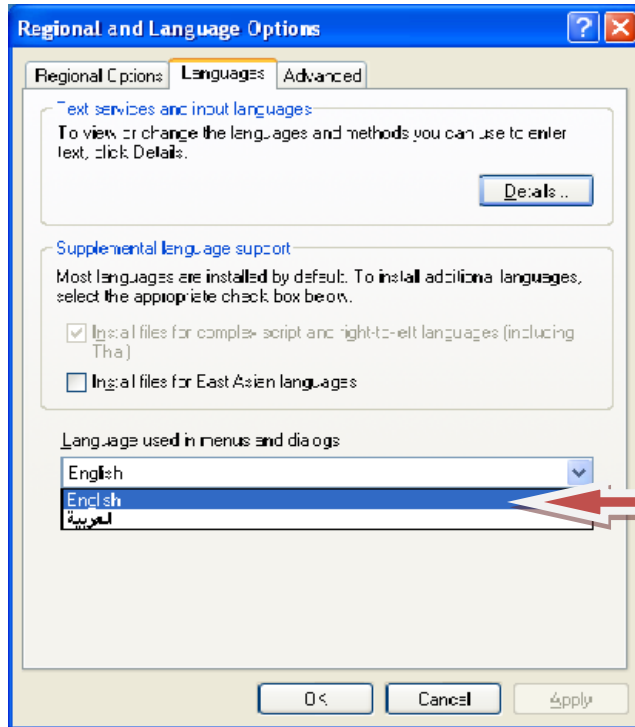 Regional and Language Options
Regional Options Languages Advanced
Text services and input languages
To view or change the languages and methods you can use to enter
text, click Details.
Details...
Supplemental language support
Most languages are installed by default. To install additional languages,
select the appropriate check box below.
Install files for complex script and right-to-left languages (including
Thai)
Install files for East Asian languages
Language used in menus and dialogs
English
English
العربية
OK Cancel Apply